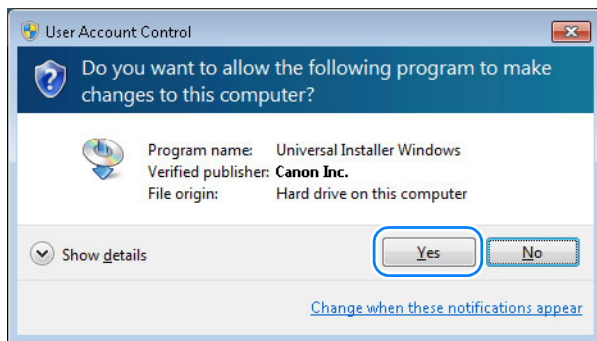 User Account Control
Do you want to allow the following program to make
changes to this computer?
Program name: Universal Installer Windows
Verified publisher: Canon Inc.
File origin: Hard drive on this computer
Show details
Yes
No
Change when these notifications appear